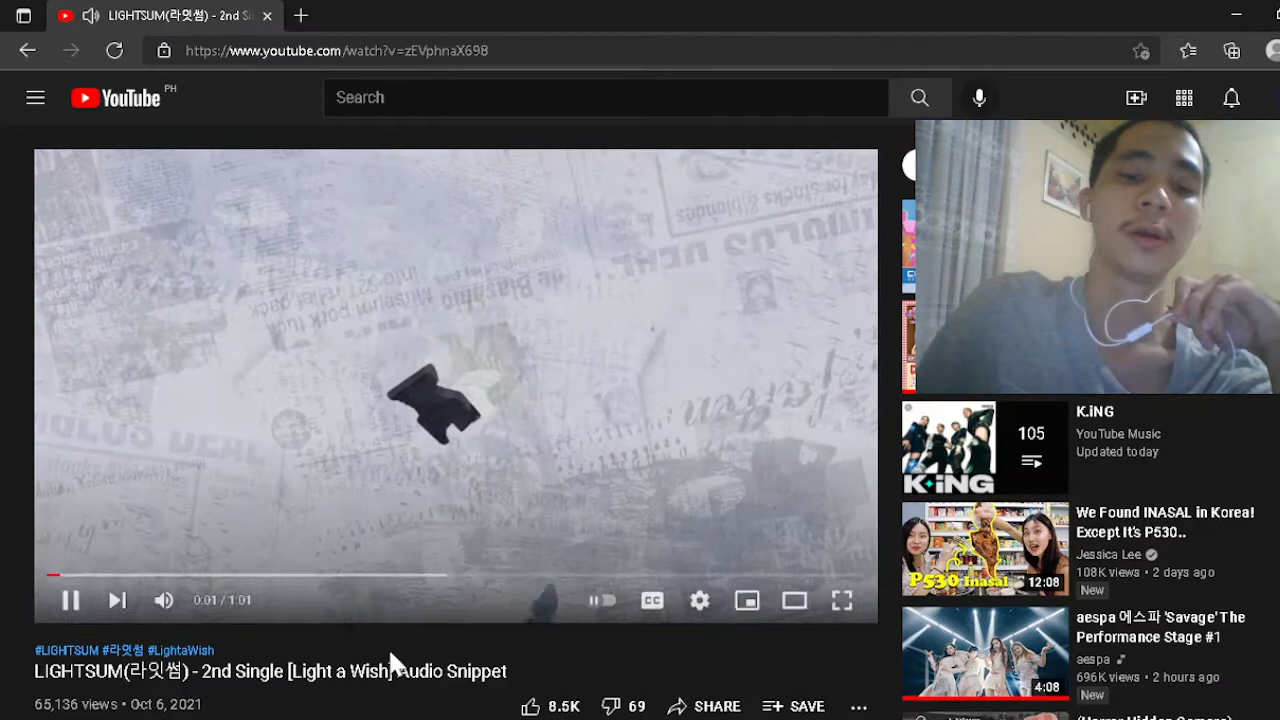 LIGHTSUM(라잇썸) - 2nd Si
https://www.youtube.com/watch?v=zEVphnaX698
YouTube PH
Search
0:01 / 1:01
CC
#LIGHTSUM #라잇썸 #LightaWish
LIGHTSUM(라잇썸) - 2nd Single [Light a Wish] Audio Snippet
65,136 views • Oct 6, 2021
8.5K
69
SHARE
SAVE
K+iNG
105
K.iNG
YouTube Music
Updated today
P530 Inasal
12:08
We Found INASAL in Korea!
Except It's P530..
Jessica Lee
108K views • 2 days ago
New
4:08
aespa 에스파 'Savage' The
Performance Stage #1
aespa
696K views • 2 hours ago
New